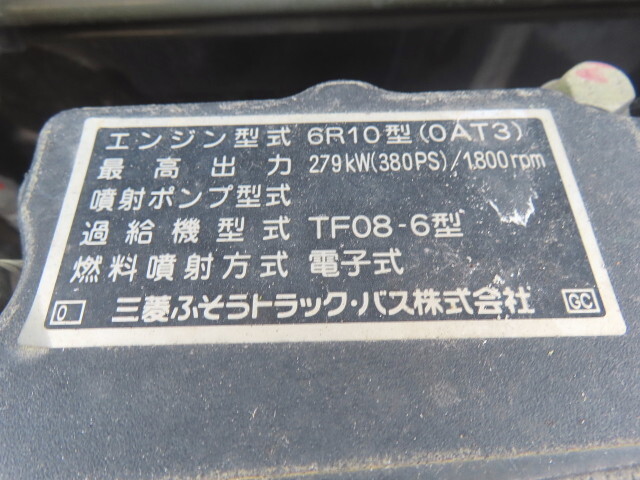 エンジン型式 6R10型(0AT3)
最高出力 279kW(380PS)/1800rpm
噴射ポンプ型式
過給機型式 TF08-6型
燃料噴射方式 電子式
0 三菱ふそうトラック・バス株式会社 GC